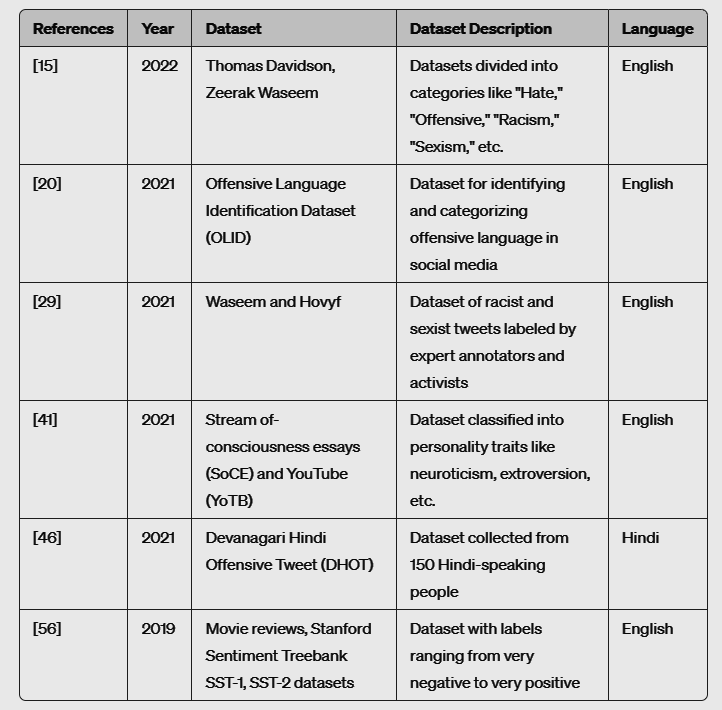 References Year Dataset Dataset Description Language
[15] 2022 Thomas Davidson, Datasets divided into English
Zeerak Waseem categories like "Hate,"
"Offensive," "Racism,"
"Sexism," etc.
[20] 2021 Offensive Language Dataset for identifying English
Identification Dataset and categorizing
(OLID) offensive language in
social media
[29] 2021 Waseem and Hovyf Dataset of racist and English
sexist tweets labeled by
expert annotators and
activists
[41] 2021 Stream of- Dataset classified into English
consciousness essays personality traits like
(SoCE) and YouTube neuroticism, extroversion,
(YoTB) etc.
[46] 2021 Devanagari Hindi Dataset collected from Hindi
Offensive Tweet (DHOT) 150 Hindi-speaking
people
[56] 2019 Movie reviews, Stanford Dataset with labels English
Sentiment Treebank ranging from very
SST-1, SST-2 datasets negative to very positive